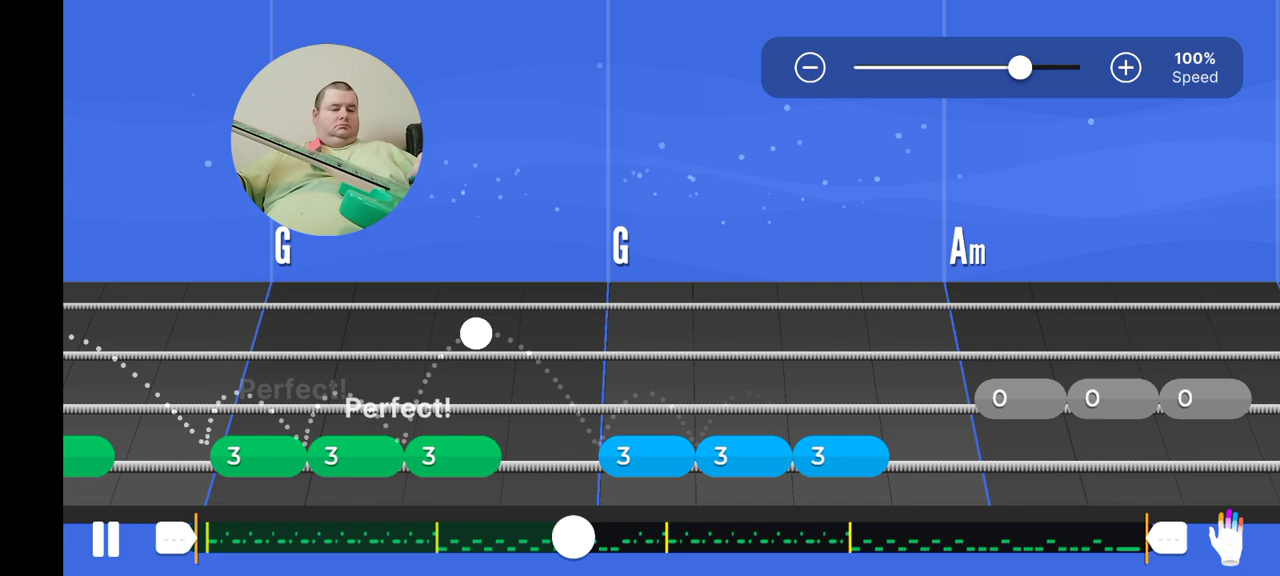 100%
Speed
G G Am
Perfect!
Perfect!
0 0 0
3 3 3 3 3 3